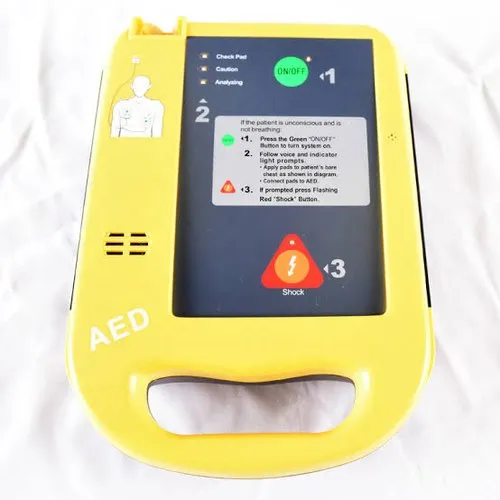 Check Pad
Caution
Analyzing
ON/OFF
1
2
If the patient is unconscious and is
not breathing:
1. Press the Green "ON/OFF"
Button to turn system on.
2. Follow voice and indicator
light prompts.
• Apply pads to patient's bare
chest as shown in diagram.
• Connect pads to AED.
3. If prompted press Flashing
Red "Shock" Button.
3
Shock
AED